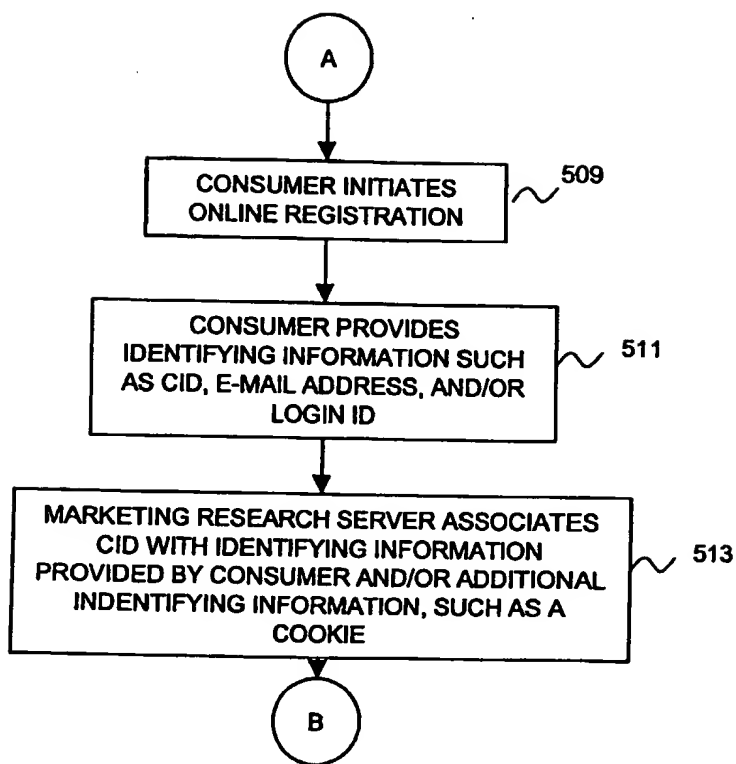 A
CONSUMER INITIATES
ONLINE REGISTRATION
509
CONSUMER PROVIDES
IDENTIFYING INFORMATION SUCH
AS CID, E-MAIL ADDRESS, AND/OR
LOGIN ID
511
MARKETING RESEARCH SERVER ASSOCIATES
CID WITH IDENTIFYING INFORMATION
PROVIDED BY CONSUMER AND/OR ADDITIONAL
INDENTIFYING INFORMATION, SUCH AS A
COOKIE
513
B